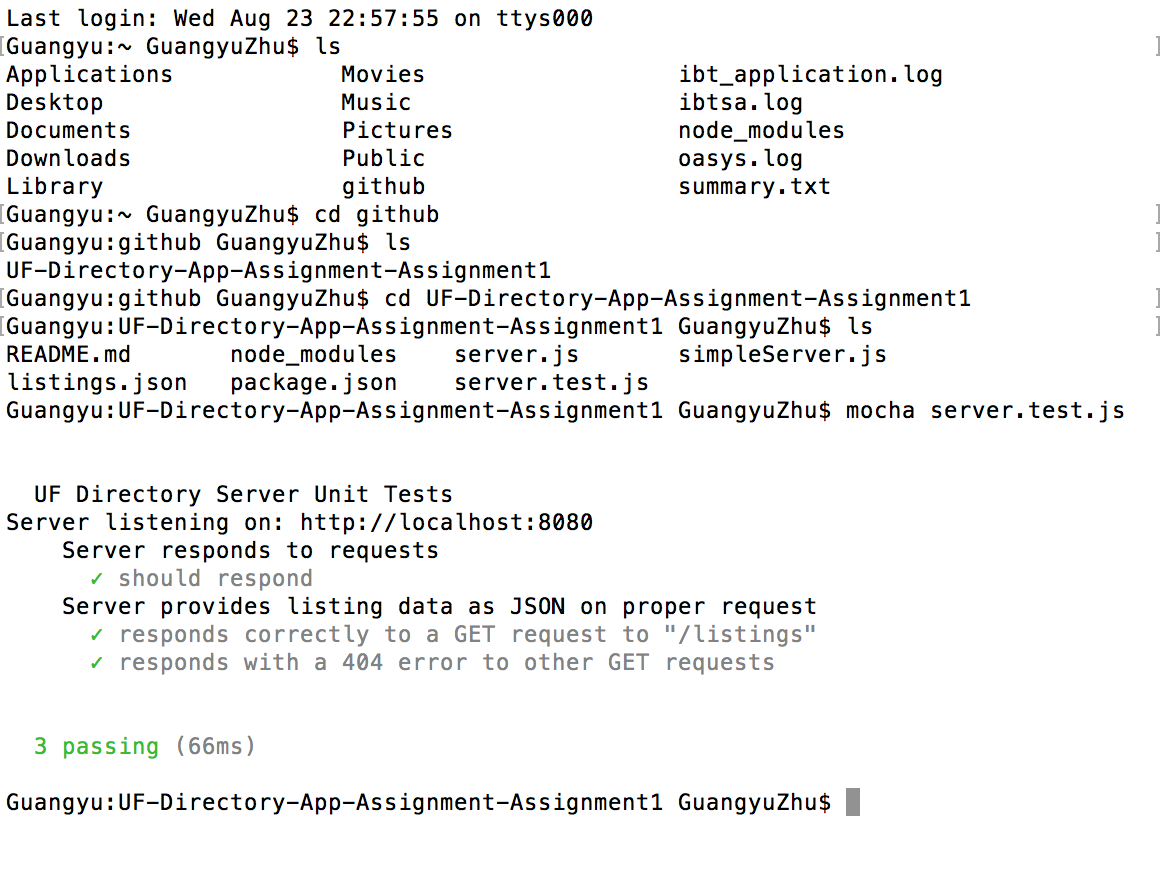 Last login: Wed Aug 23 22:57:55 on ttys000
[Guangyu:~ GuangyuZhu$ ls ]
Applications Movies ibt_application.log
Desktop Music ibtsa.log
Documents Pictures node_modules
Downloads Public oasys.log
Library github summary.txt
[Guangyu:~ GuangyuZhu$ cd github ]
[Guangyu:github GuangyuZhu$ ls ]
UF-Directory-App-Assignment-Assignment1
[Guangyu:github GuangyuZhu$ cd UF-Directory-App-Assignment-Assignment1 ]
[Guangyu:UF-Directory-App-Assignment-Assignment1 GuangyuZhu$ ls ]
README.md node_modules server.js simpleServer.js
listings.json package.json server.test.js
Guangyu:UF-Directory-App-Assignment-Assignment1 GuangyuZhu$ mocha server.test.js
UF Directory Server Unit Tests
Server listening on: http://localhost:8080
Server responds to requests
✓ should respond
Server provides listing data as JSON on proper request
✓ responds correctly to a GET request to "/listings"
✓ responds with a 404 error to other GET requests
3 passing (66ms)
Guangyu:UF-Directory-App-Assignment-Assignment1 GuangyuZhu$